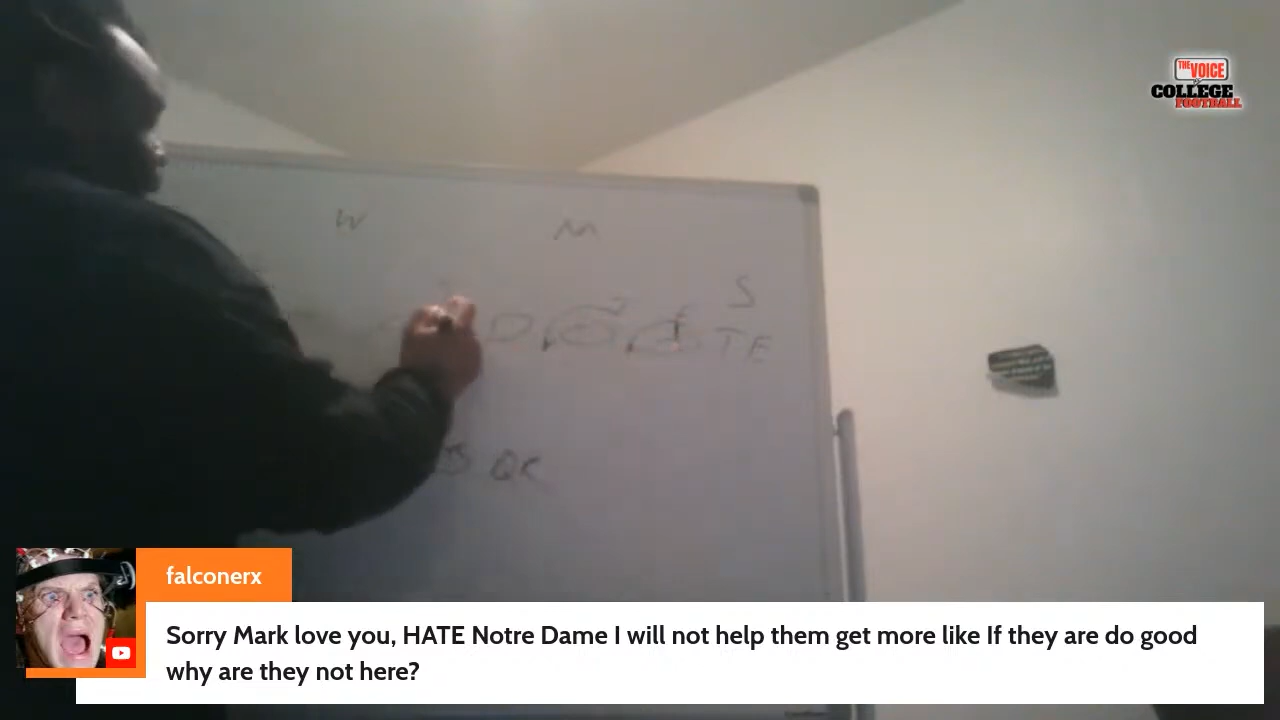 THE VOICE
OF
COLLEGE
FOOTBALL
W
M
S
D
TE
falconerx
Sorry Mark love you, HATE Notre Dame I will not help them get more like If they are do good
why are they not here?